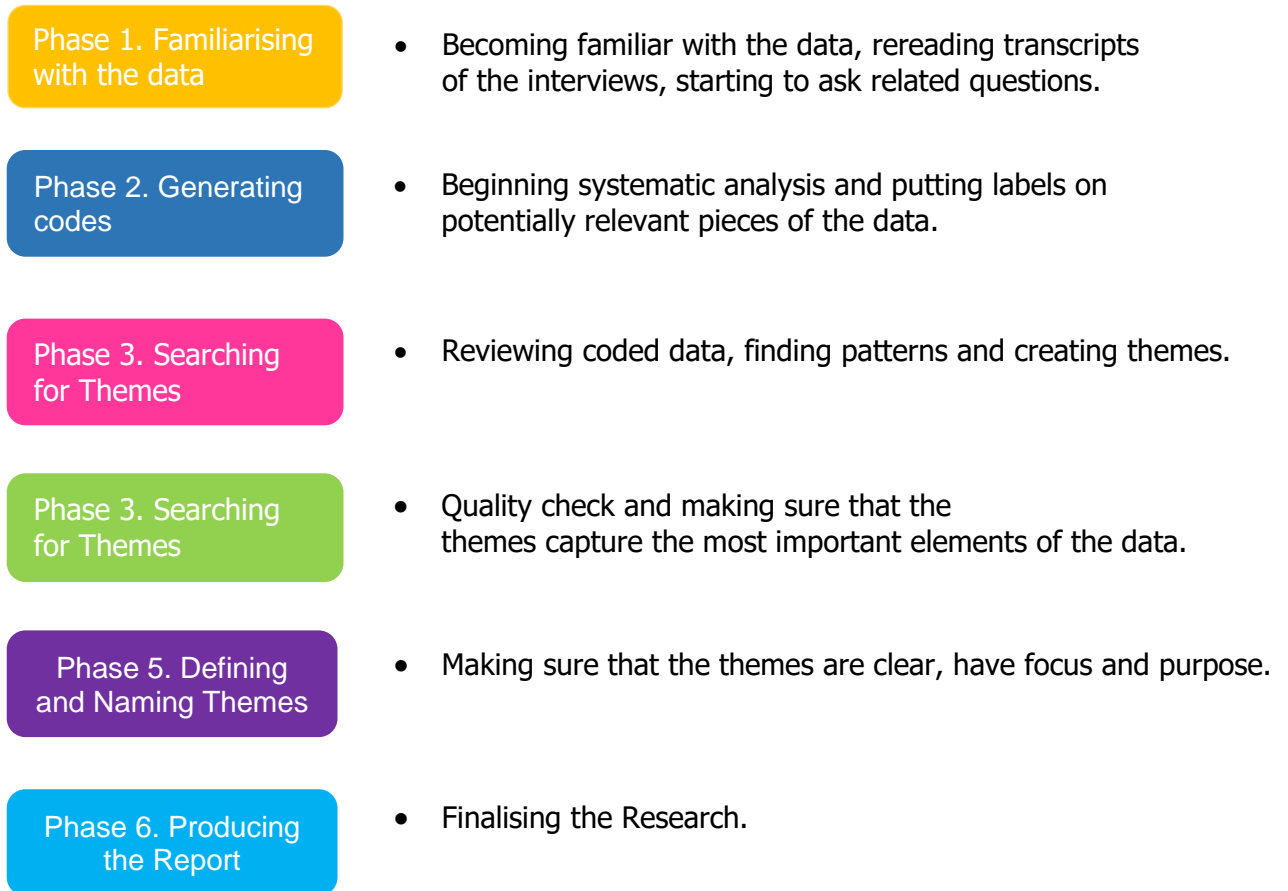 Phase 1. Familiarising
with the data
• Becoming familiar with the data, rereading transcripts
of the interviews, starting to ask related questions.
Phase 2. Generating
codes
• Beginning systematic analysis and putting labels on
potentially relevant pieces of the data.
Phase 3. Searching
for Themes
• Reviewing coded data, finding patterns and creating themes.
Phase 3. Searching
for Themes
• Quality check and making sure that the
themes capture the most important elements of the data.
Phase 5. Defining
and Naming Themes
• Making sure that the themes are clear, have focus and purpose.
Phase 6. Producing
the Report
• Finalising the Research.